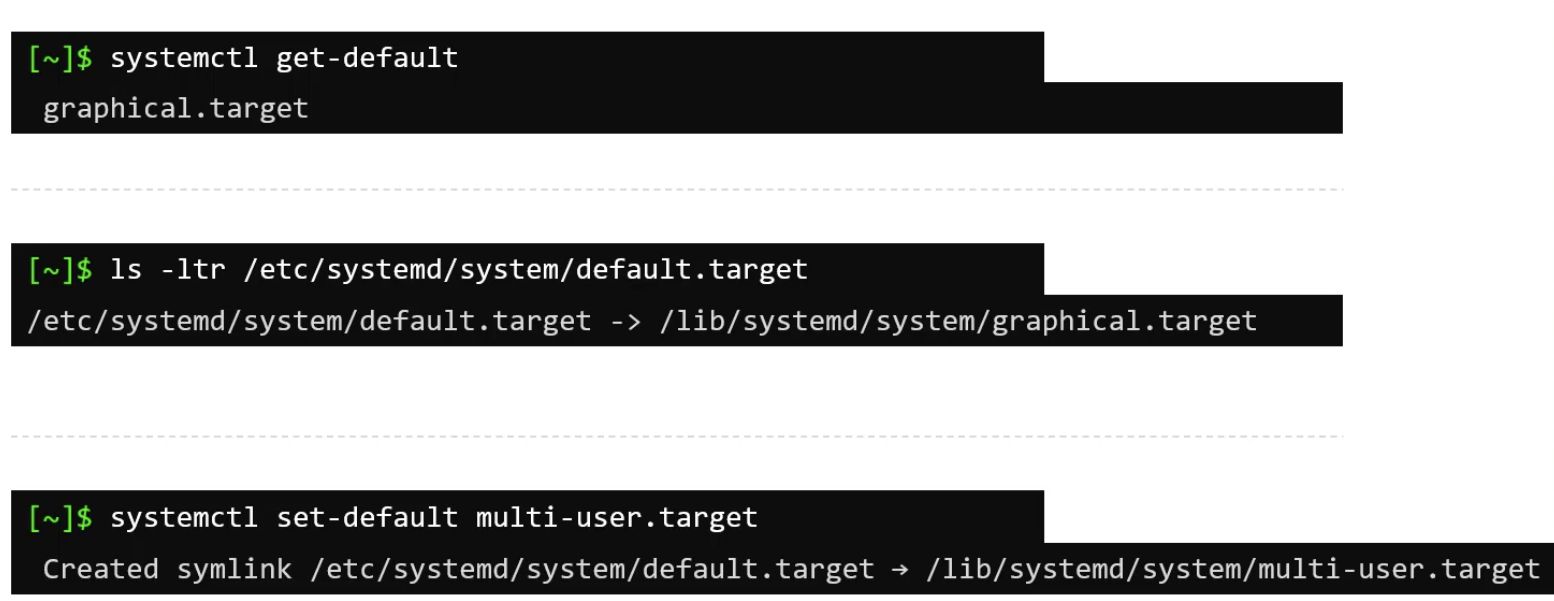 [~]$ systemctl get-default
graphical.target
[~]$ ls -ltr /etc/systemd/system/default.target
/etc/systemd/system/default.target -> /lib/systemd/system/graphical.target
[~]$ systemctl set-default multi-user.target
Created symlink /etc/systemd/system/default.target → /lib/systemd/system/multi-user.target